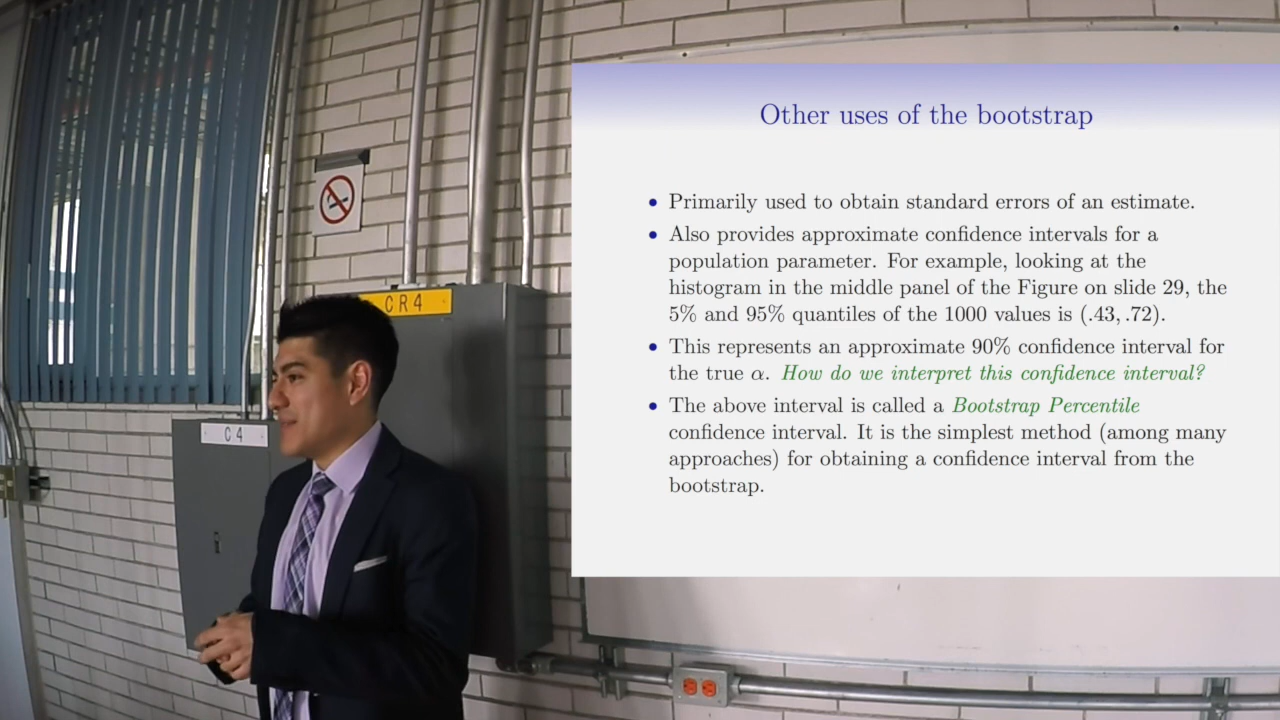 CR4
C4
Other uses of the bootstrap
• Primarily used to obtain standard errors of an estimate.
• Also provides approximate confidence intervals for a
population parameter. For example, looking at the
histogram in the middle panel of the Figure on slide 29, the
5% and 95% quantiles of the 1000 values is (.43, .72).
• This represents an approximate 90% confidence interval for
the true α. How do we interpret this confidence interval?
• The above interval is called a Bootstrap Percentile
confidence interval. It is the simplest method (among many
approaches) for obtaining a confidence interval from the
bootstrap.